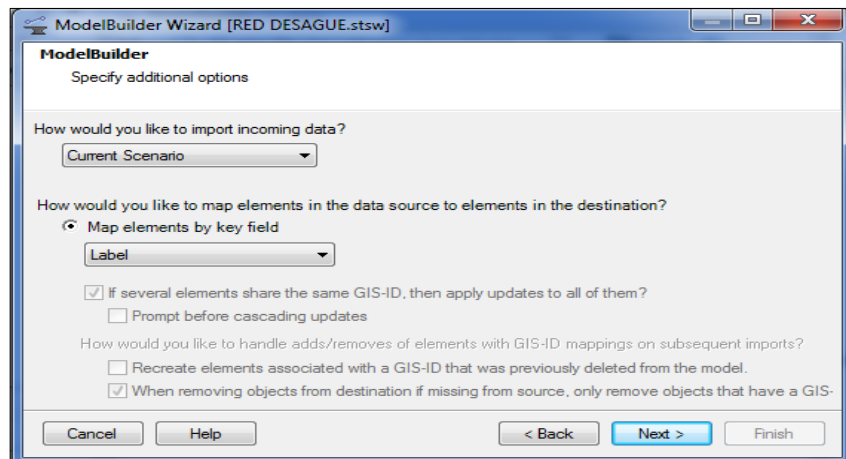 ModelBuilder Wizard [RED DESAGUE.stsw]
ModelBuilder
Specify additional options
How would you like to import incoming data?
Current Scenario
How would you like to map elements in the data source to elements in the destination?
Map elements by key field
Label
If several elements share the same GIS-ID, then apply updates to all of them?
Prompt before cascading updates
How would you like to handle adds/removes of elements with GIS-ID mappings on subsequent imports?
Recreate elements associated with a GIS-ID that was previously deleted from the model.
When removing objects from destination if missing from source, only remove objects that have a GIS-
Cancel Help < Back Next > Finish